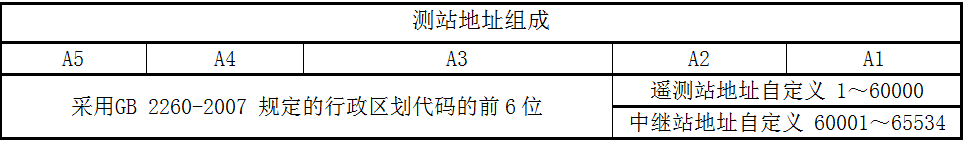 测站地址组成
A5 A4 A3 A2 A1
采用GB 2260-2007 规定的行政区划代码的前6位
遥测站地址自定义 1～60000
中继站地址自定义 60001～65534